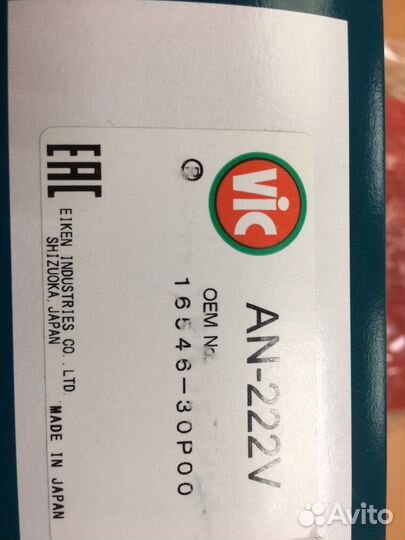 Vic
AN-222V
OEM No.
16546-30P00
EAC
EIKEN INDUSTRIES CO., LTD.
SHIZUOKA, JAPAN
MADE IN JAPAN
Avito